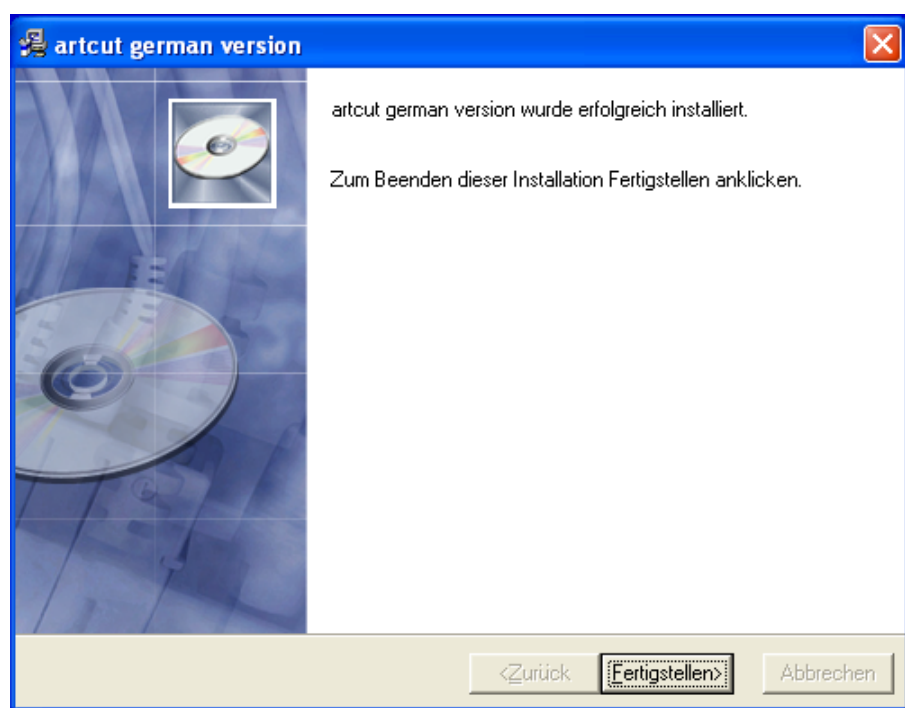 artcut german version
artcut german version wurde erfolgreich installiert.
Zum Beenden dieser Installation Fertigstellen anklicken.
<Zurück
Fertigstellen>
Abbrechen